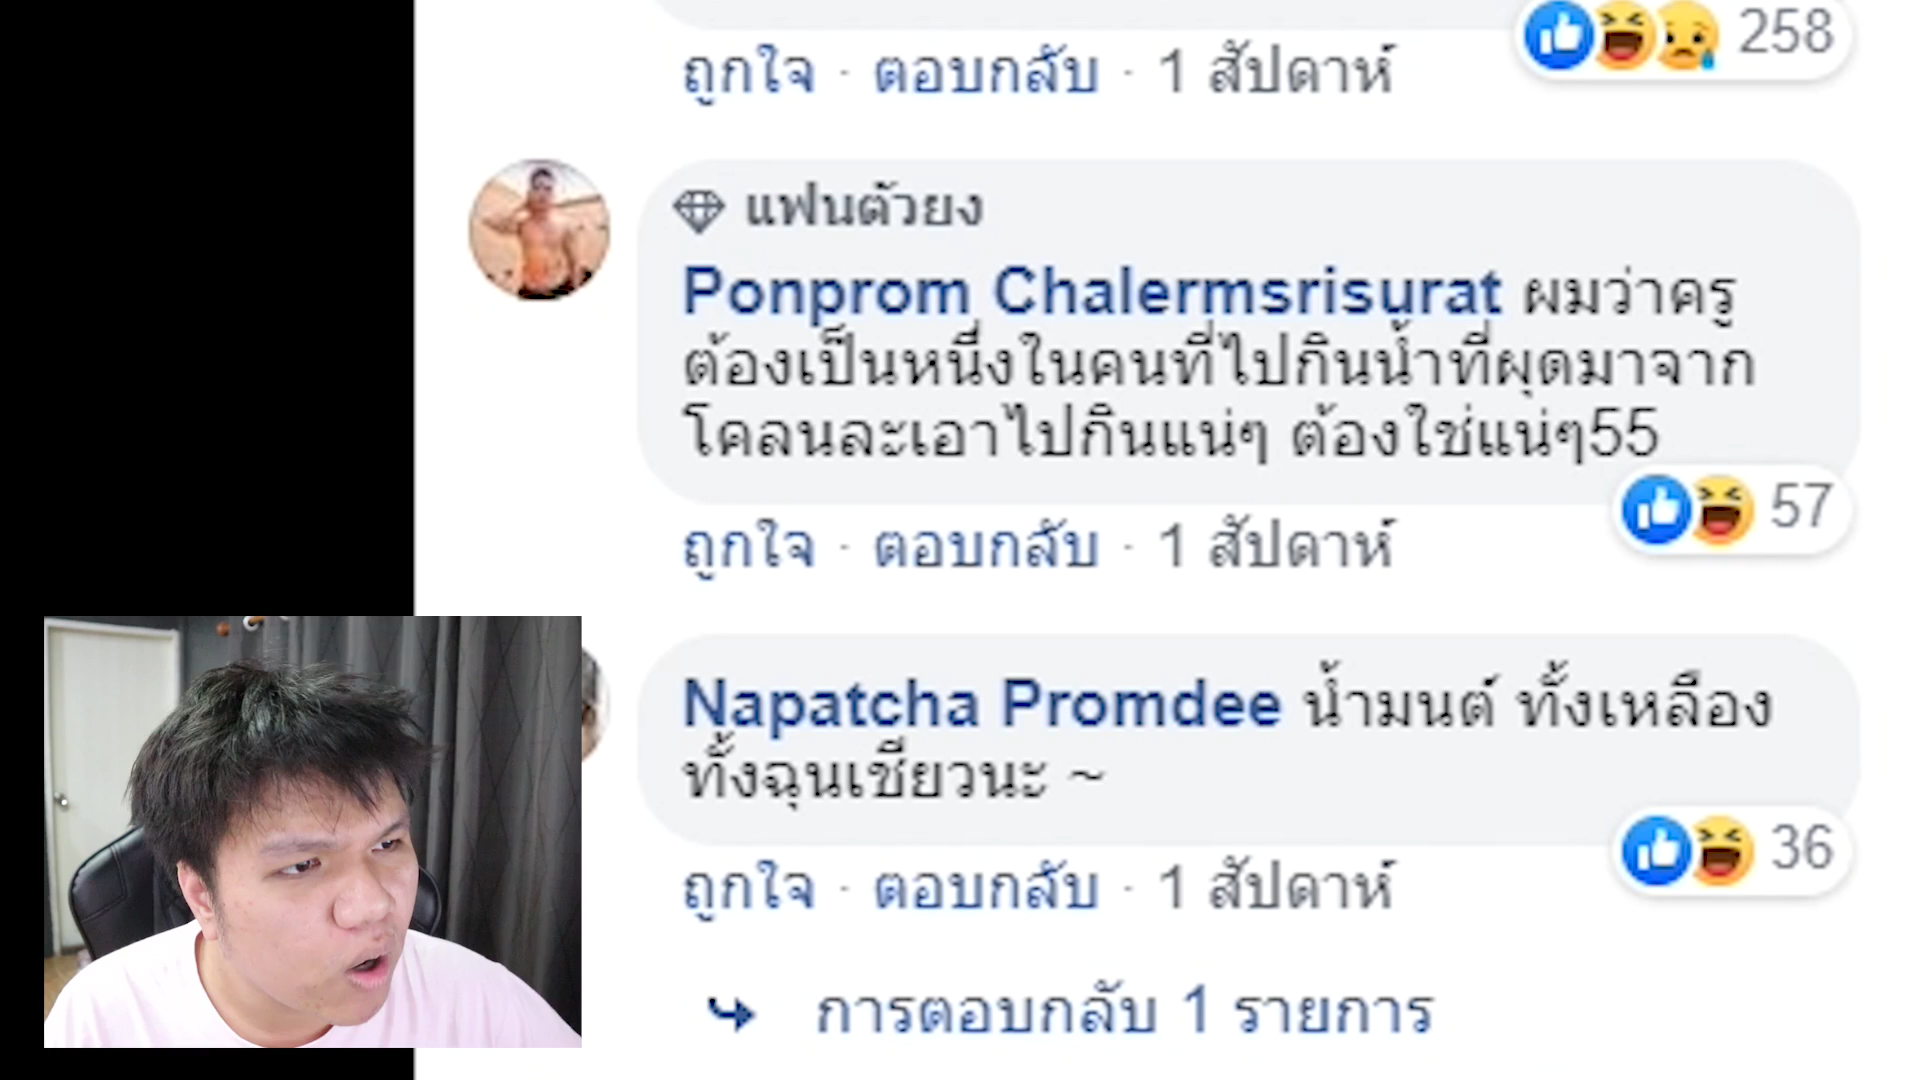 258
ถูกใจ · ตอบกลับ · 1 สัปดาห์
แฟนตัวยง
Ponprom Chalermsrisurat ผมว่าครู
ต้องเป็นหนึ่งในคนที่ไปกินน้ำที่ผุดมาจาก
โคลนละเอาไปกินแน่ๆ ต้องใช่แน่ๆ55
57
ถูกใจ · ตอบกลับ · 1 สัปดาห์
Napatcha Promdee น้ำมนต์ ทั้งเหลือง
ทั้งฉุนเชียวนะ ~
36
ถูกใจ · ตอบกลับ · 1 สัปดาห์
การตอบกลับ 1 รายการ